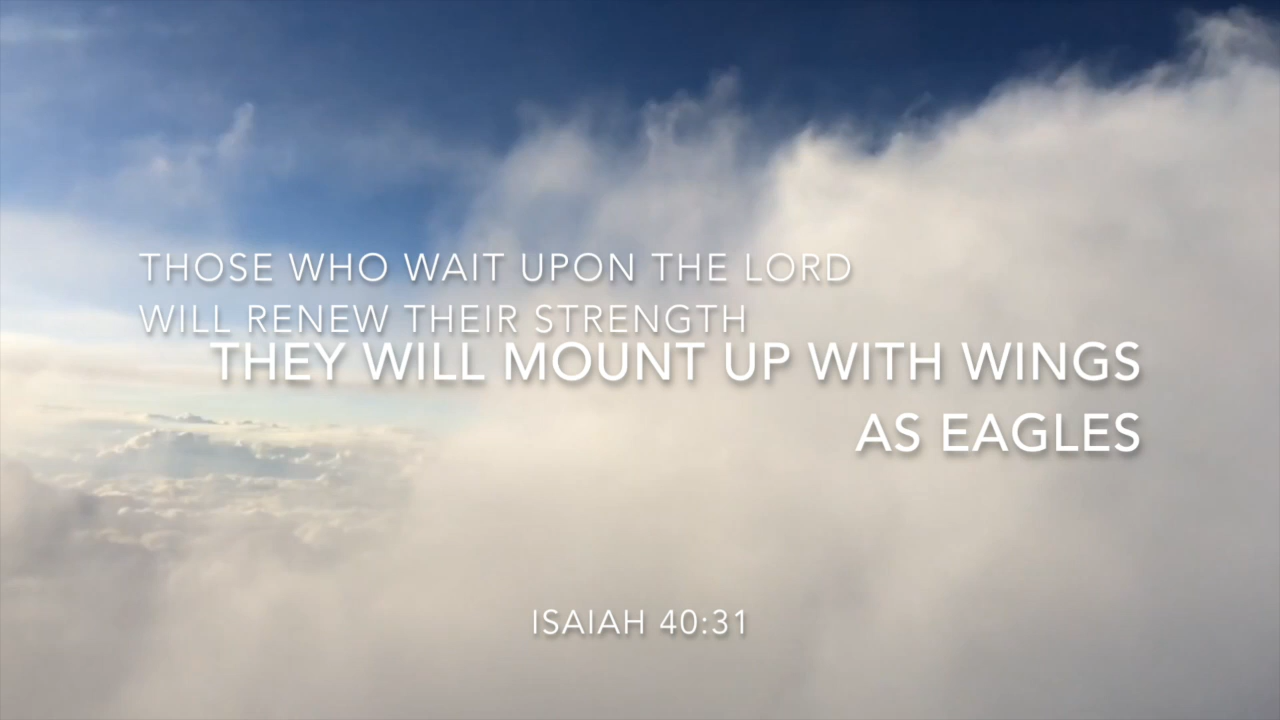 THOSE WHO WAIT UPON THE LORD
WILL RENEW THEIR STRENGTH
THEY WILL MOUNT UP WITH WINGS
AS EAGLES
ISAIAH 40:31